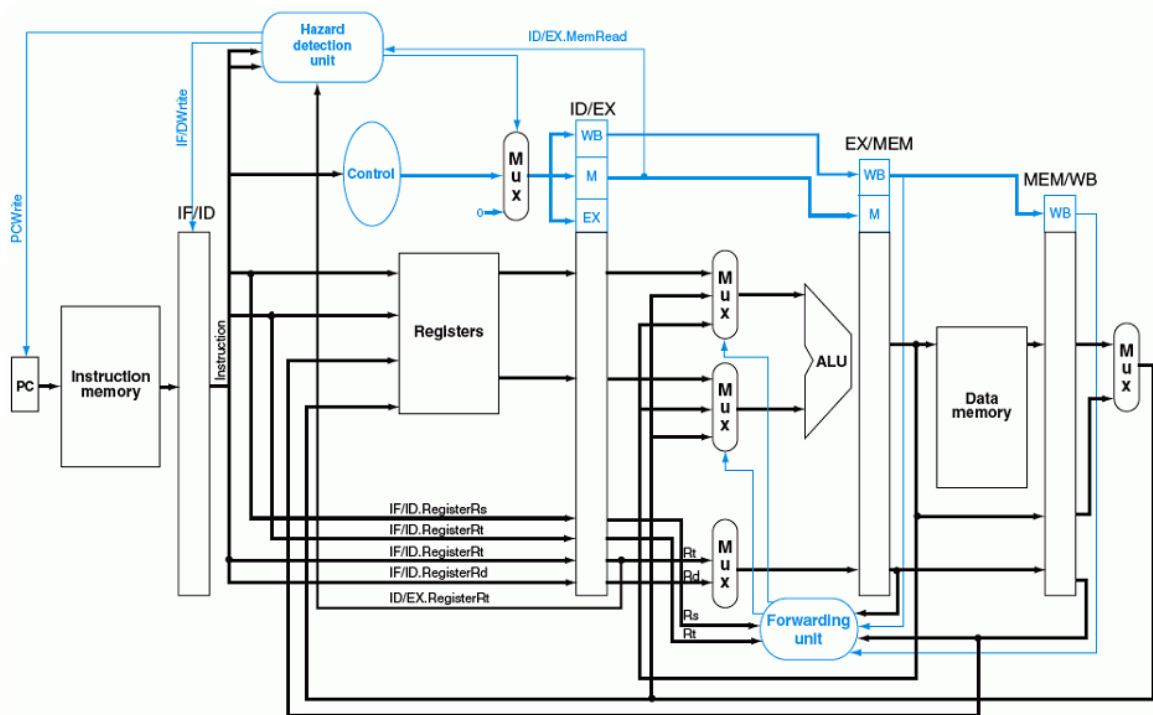 Hazard
detection
unit
ID/EX.MemRead
PCWrite
IF/DWrtite
ID/EX
WB
M
EX
Control
0
M
u
x
EX/MEM
WB
M
MEM/WB
WB
IF/ID
PC
Instruction
memory
Instruction
Registers
M
u
x
M
u
x
ALU
Data
memory
M
u
x
IF/ID.RegisterRs
IF/ID.RegisterRt
IF/ID.RegisterRt
IF/ID.RegisterRd
ID/EX.RegisterRt
Rt
Rd
M
u
x
Rs
Rt
Forwarding
unit